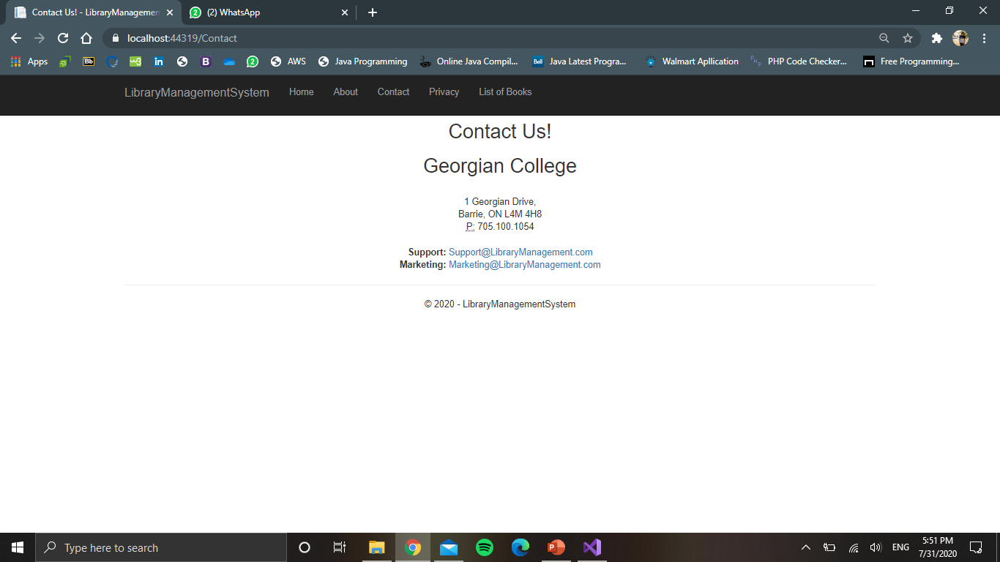 Contact Us! - LibraryManagemen
(2) WhatsApp
localhost:44319/Contact
Apps
AWS
Java Programming
Online Java Compil...
Java Latest Progra...
Walmart Apllication
PHP Code Checker...
Free Programming...
LibraryManagementSystem
Home
About
Contact
Privacy
List of Books
Contact Us!
Georgian College
1 Georgian Drive,
Barrie, ON L4M 4H8
P: 705.100.1054
Support: Support@LibraryManagement.com
Marketing: Marketing@LibraryManagement.com
© 2020 - LibraryManagementSystem
Type here to search
ENG
5:51 PM
7/31/2020